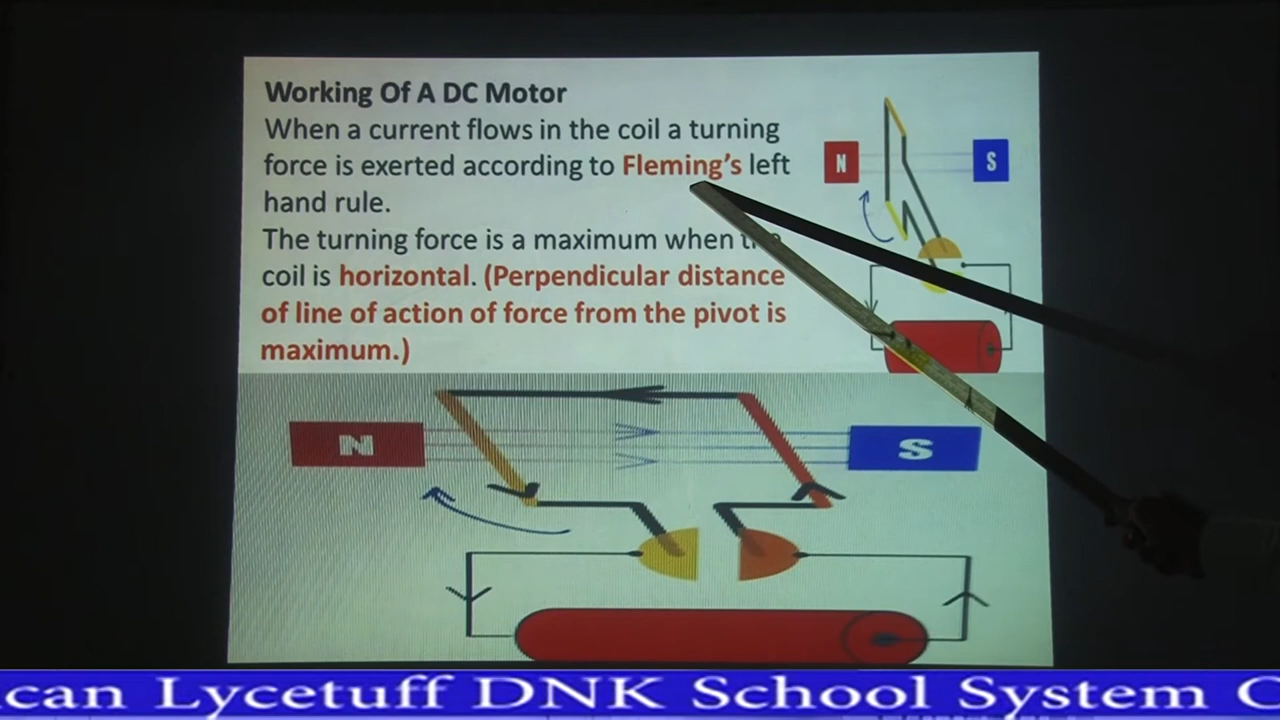 Working Of A DC Motor
When a current flows in the coil a turning
force is exerted according to Fleming's left
hand rule.
The turning force is a maximum when
coil is horizontal. (Perpendicular distance
of line of action of force from the pivot is
maximum.)
N S
N S
can Lycetuff DNK School System C